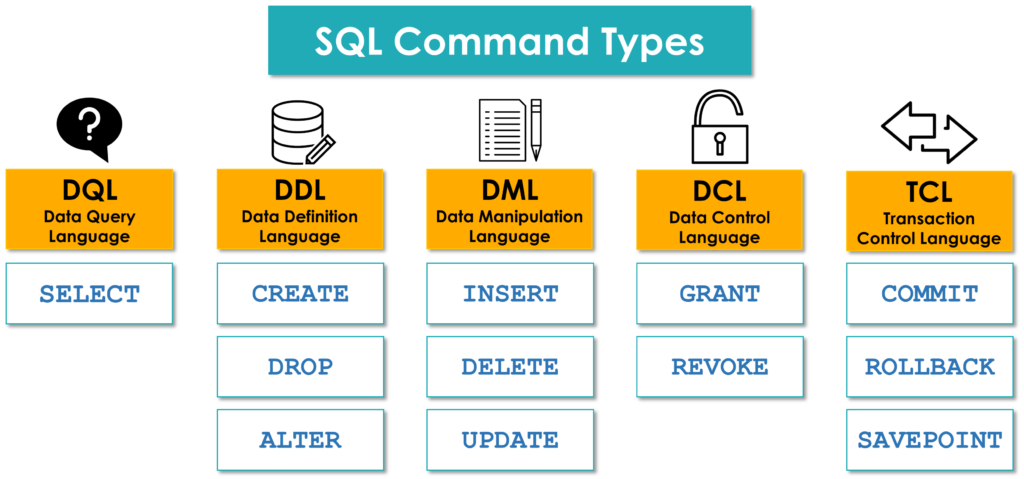 SQL Command Types
?
DQL
Data Query
Language
SELECT
DDL
Data Definition
Language
CREATE
DROP
ALTER
DML
Data Manipulation
Language
INSERT
DELETE
UPDATE
DCL
Data Control
Language
GRANT
REVOKE
TCL
Transaction
Control Language
COMMIT
ROLLBACK
SAVEPOINT